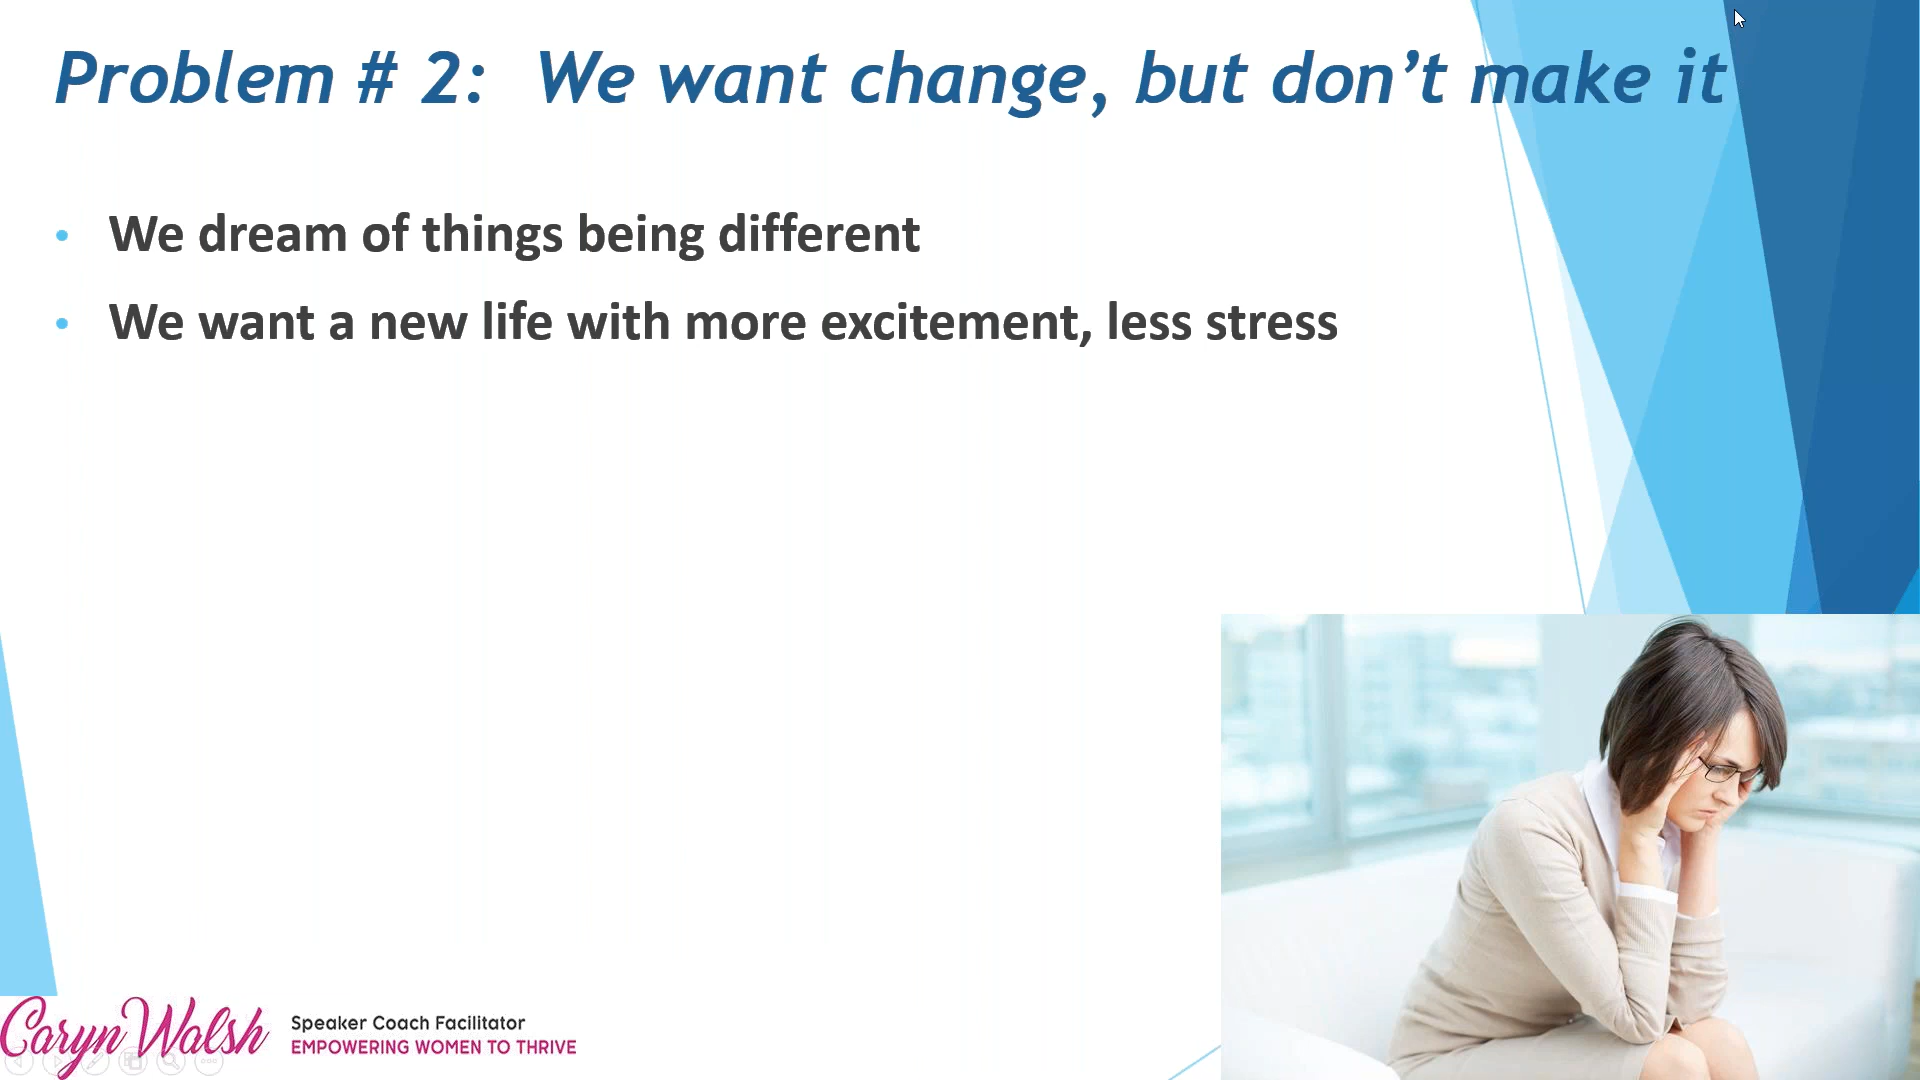 Problem # 2:  We want change, but don’t make it
• We dream of things being different
• We want a new life with more excitement, less stress
Caryn Walsh
Speaker Coach Facilitator
EMPOWERING WOMEN TO THRIVE